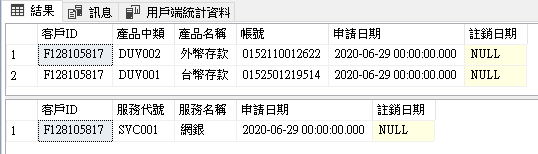 結果 訊息 用戶端統計資料
客戶ID 產品中類 產品名稱 帳號 申請日期 註銷日期
1 F128105817 DUV002 外幣存款 0152110012622 2020-06-29 00:00:00.000 NULL
2 F128105817 DUV001 台幣存款 0152501219514 2020-06-29 00:00:00.000 NULL
客戶ID 服務代號 服務名稱 申請日期 註銷日期
1 F128105817 SVC001 網銀 2020-06-29 00:00:00.000 NULL